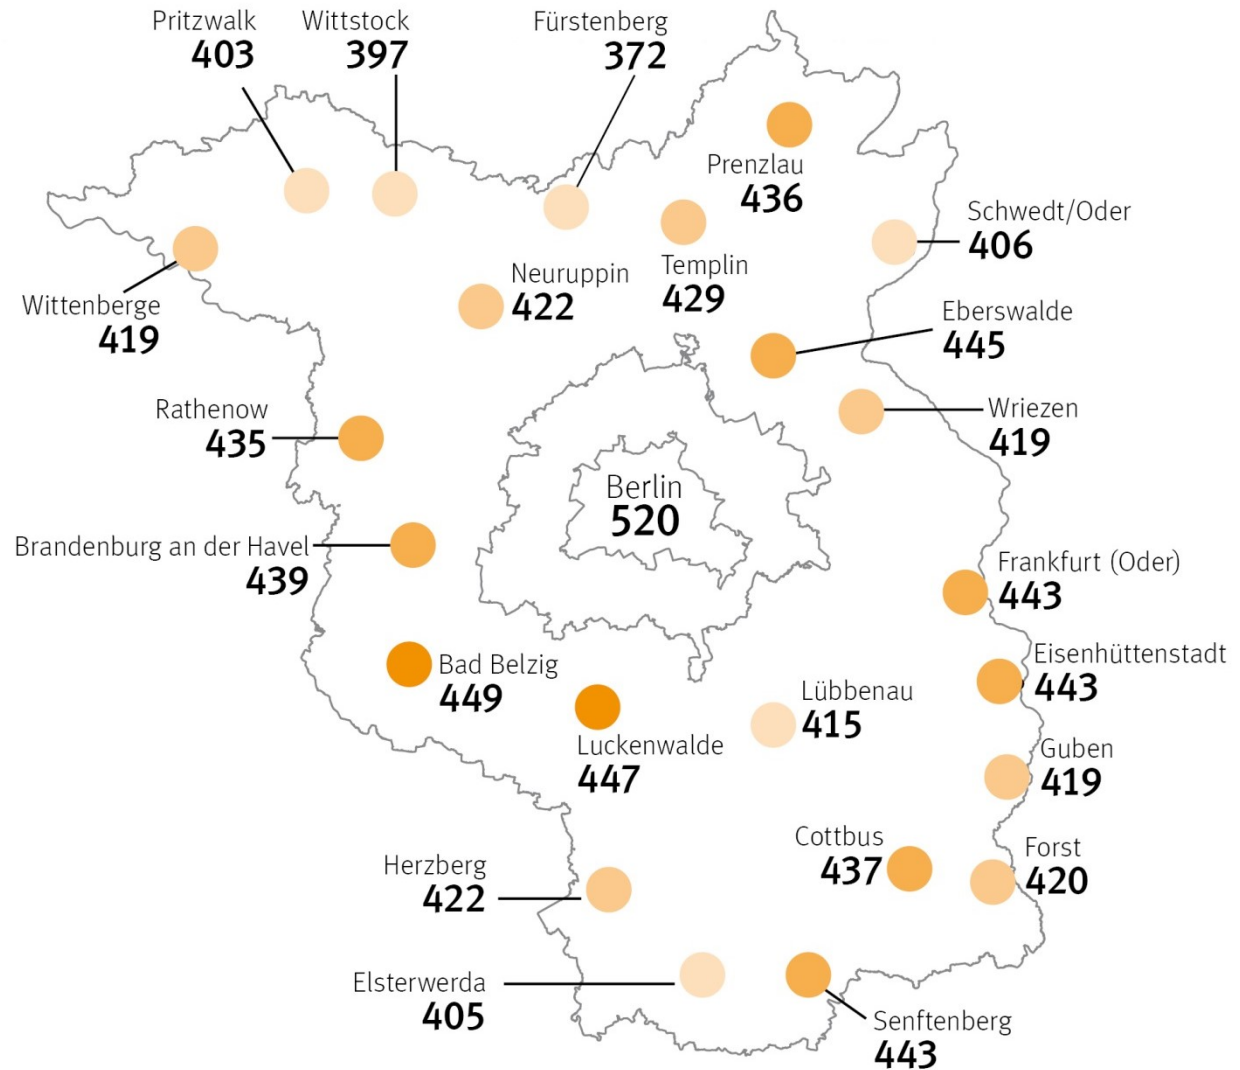 Pritzwalk
403
Wittstock
397
Fürstenberg
372
Prenzlau
436
Schwedt/Oder
406
Templin
429
Neuruppin
422
Wittenberge
419
Eberswalde
445
Rathenow
435
Wriezen
419
Berlin
520
Brandenburg an der Havel
439
Frankfurt (Oder)
443
Bad Belzig
449
Eisenhüttenstadt
443
Lübbenau
415
Luckenwalde
447
Guben
419
Cottbus
437
Forst
420
Herzberg
422
Elsterwerda
405
Senftenberg
443